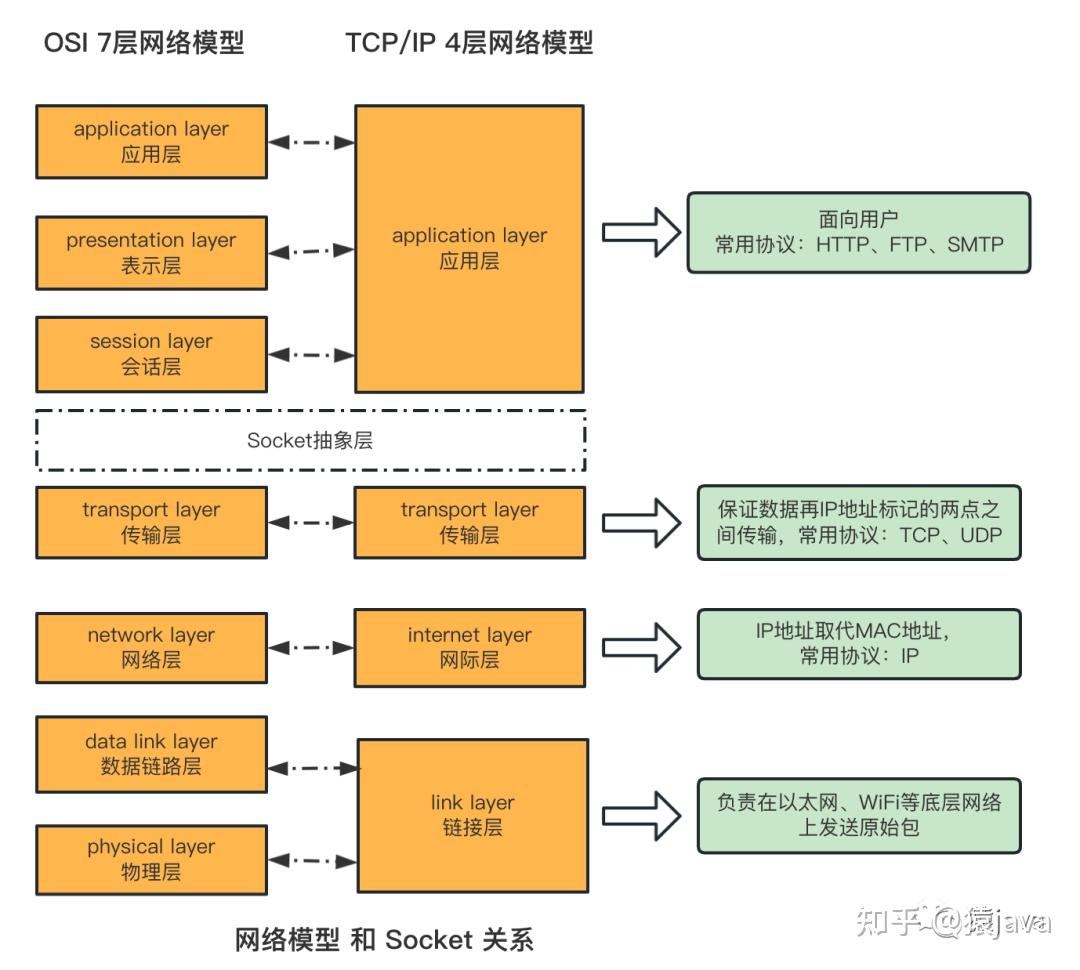 OSI 7层网络模型
TCP/IP 4层网络模型
application layer
应用层
presentation layer
表示层
session layer
会话层
application layer
应用层
面向用户
常用协议：HTTP、FTP、SMTP
Socket抽象层
transport layer
传输层
transport layer
传输层
保证数据再IP地址标记的两点之
间传输，常用协议：TCP、UDP
network layer
网络层
internet layer
网际层
IP地址取代MAC地址，
常用协议：IP
data link layer
数据链路层
physical layer
物理层
link layer
链接层
负责在以太网、WiFi等底层网络
上发送原始包
网络模型 和 Socket 关系
知乎 @猿java